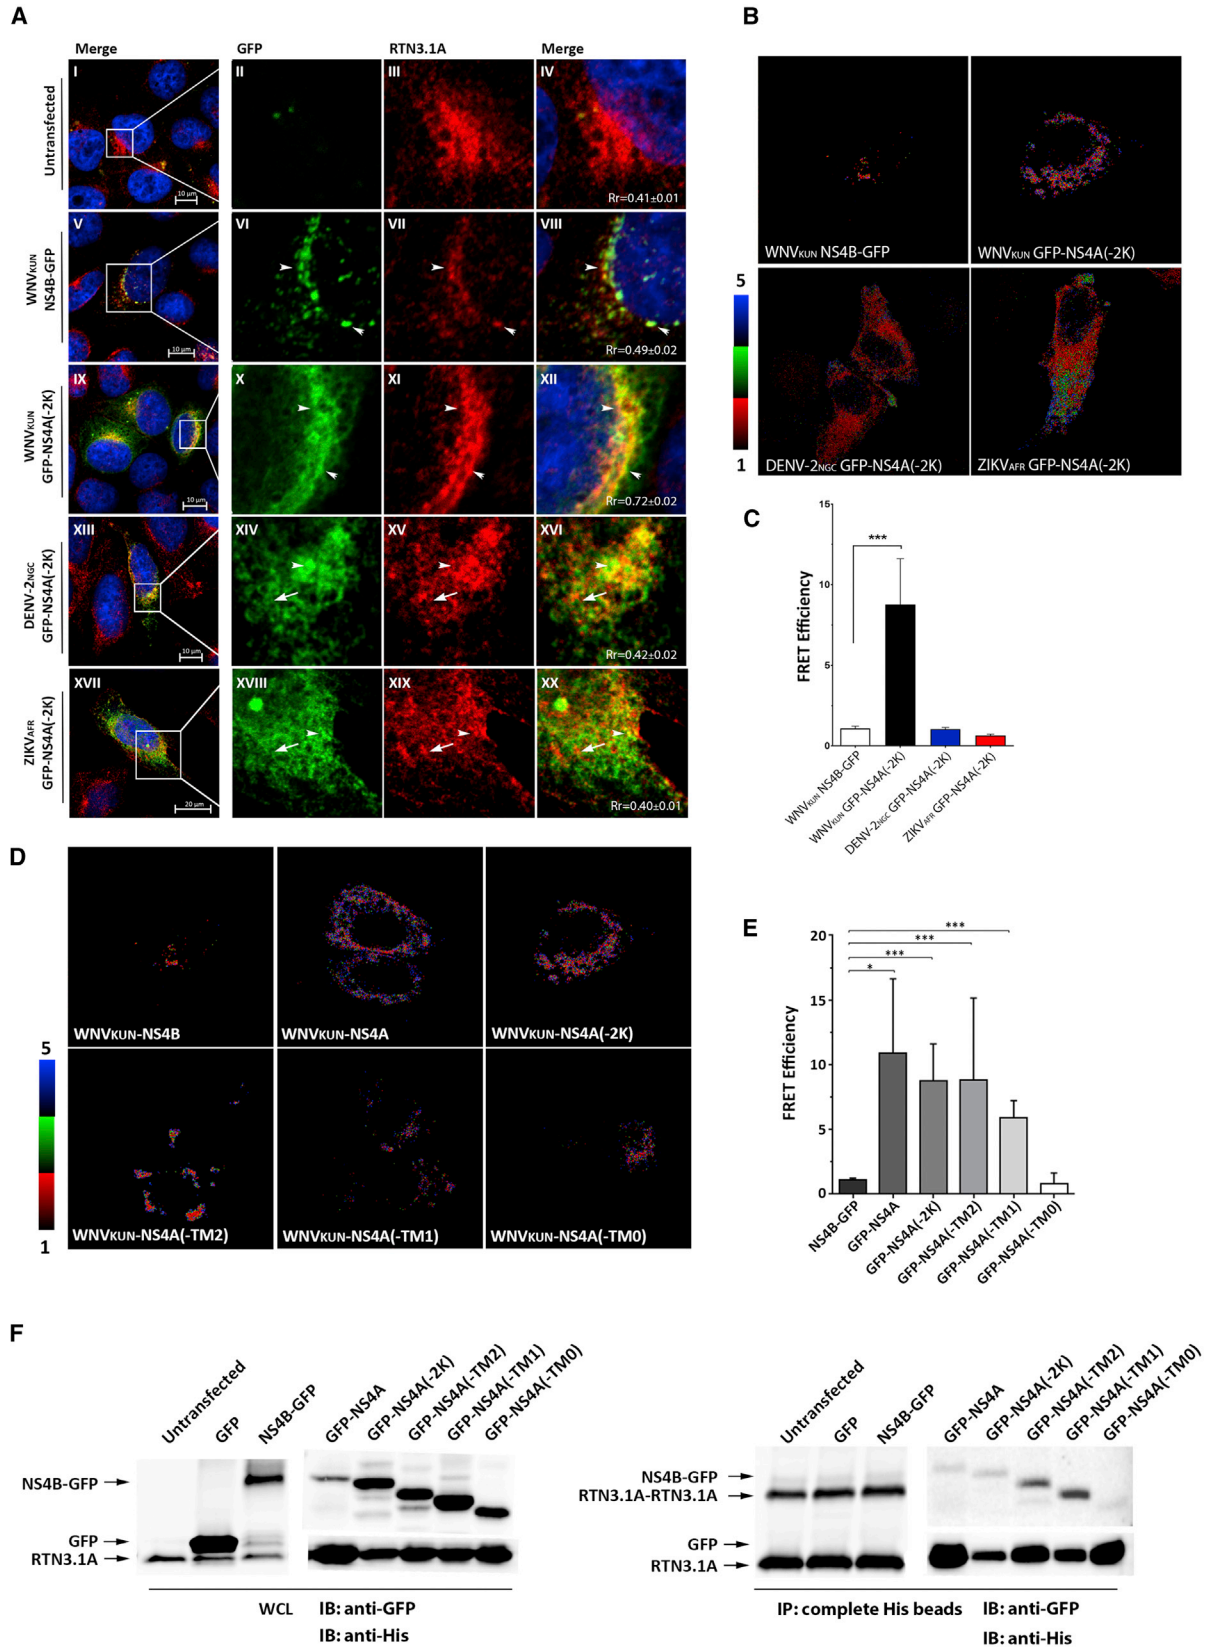 A
Merge GFP RTN3.1A Merge
Untransfected
I II III IV
10 µm
Rr=0.41±0.01
WNVKUN
NS4B-GFP
V VI VII VIII
10 µm
Rr=0.49±0.02
WNVKUN
GFP-NS4A(-2K)
IX X XI XII
10 µm
Rr=0.72±0.02
DENV-2NGC
GFP-NS4A(-2K)
XIII XIV XV XVI
10 µm
Rr=0.42±0.02
ZIKVAFR
GFP-NS4A(-2K)
XVII XVIII XIX XX
20 µm
Rr=0.40±0.01
B
WNVKUN NS4B-GFP WNVKUN GFP-NS4A(-2K)
5
1
DENV-2NGC GFP-NS4A(-2K) ZIKVAFR GFP-NS4A(-2K)
C
FRET Efficiency
15
10
5
0
***
WNVKUN NS4B-GFP
WNVKUN GFP-NS4A(-2K)
DENV-2NGC GFP-NS4A(-2K)
ZIKVAFR GFP-NS4A(-2K)
D
WNVKUN-NS4B WNVKUN-NS4A WNVKUN-NS4A(-2K)
5
1
WNVKUN-NS4A(-TM2) WNVKUN-NS4A(-TM1) WNVKUN-NS4A(-TM0)
E
FRET Efficiency
20
15
10
5
0
***
***
***
*
NS4B-GFP
GFP-NS4A
GFP-NS4A(-2K)
GFP-NS4A(-TM2)
GFP-NS4A(-TM1)
GFP-NS4A(-TM0)
F
Untransfected
GFP
NS4B-GFP
GFP-NS4A
GFP-NS4A(-2K)
GFP-NS4A(-TM2)
GFP-NS4A(-TM1)
GFP-NS4A(-TM0)
NS4B-GFP
GFP
RTN3.1A
WCL IB: anti-GFP
IB: anti-His
Untransfected
GFP
NS4B-GFP
GFP-NS4A
GFP-NS4A(-2K)
GFP-NS4A(-TM2)
GFP-NS4A(-TM1)
GFP-NS4A(-TM0)
NS4B-GFP
RTN3.1A-RTN3.1A
GFP
RTN3.1A
IP: complete His beads IB: anti-GFP
IB: anti-His